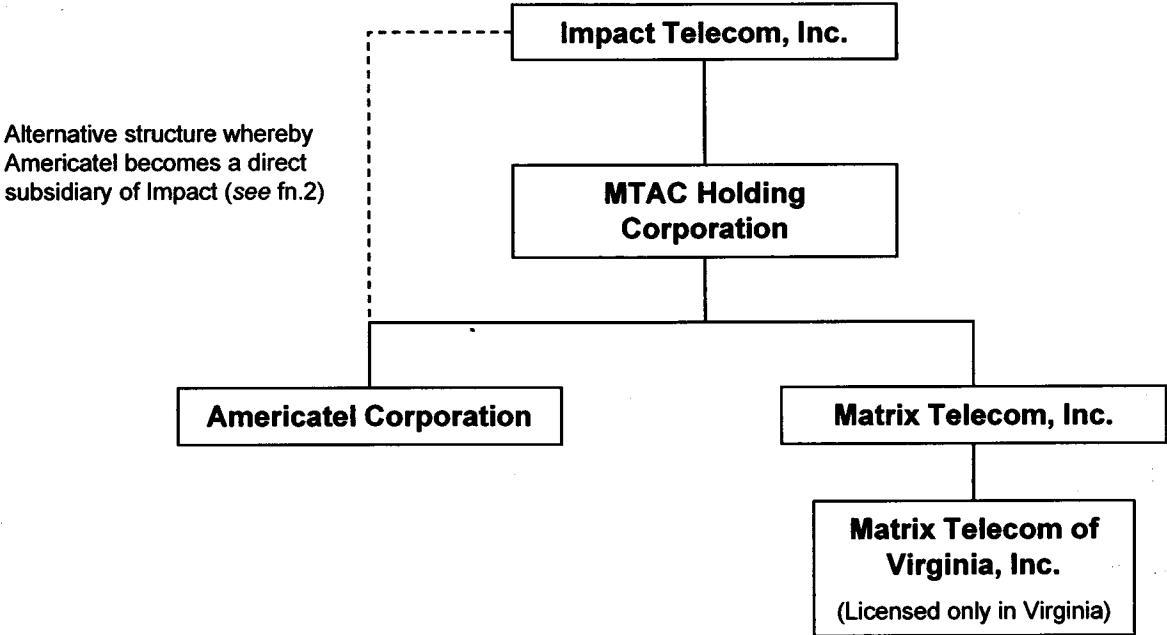 Impact Telecom, Inc.
Alternative structure whereby
Americatel becomes a direct
subsidiary of Impact (see fn.2)
MTAC Holding
Corporation
Americatel Corporation
Matrix Telecom, Inc.
Matrix Telecom of
Virginia, Inc.
(Licensed only in Virginia)